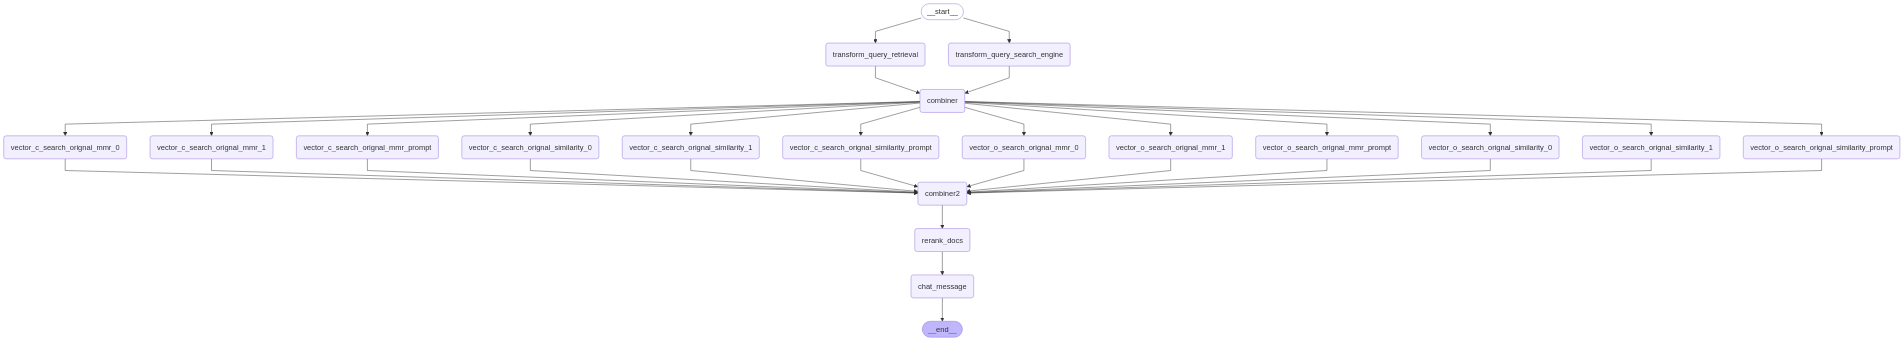 __start__
transform_query_retrieval
transform_query_search_engine
combiner
vector_c_search_orignal_mmr_0
vector_c_search_orignal_mmr_1
vector_c_search_orignal_mmr_prompt
vector_c_search_orignal_similarity_0
vector_c_search_orignal_similarity_1
vector_c_search_orignal_similarity_prompt
vector_o_search_orignal_mmr_0
vector_o_search_orignal_mmr_1
vector_o_search_orignal_mmr_prompt
vector_o_search_orignal_similarity_0
vector_o_search_orignal_similarity_1
vector_o_search_orignal_similarity_prompt
combiner2
rerank_docs
chat_message
__end__